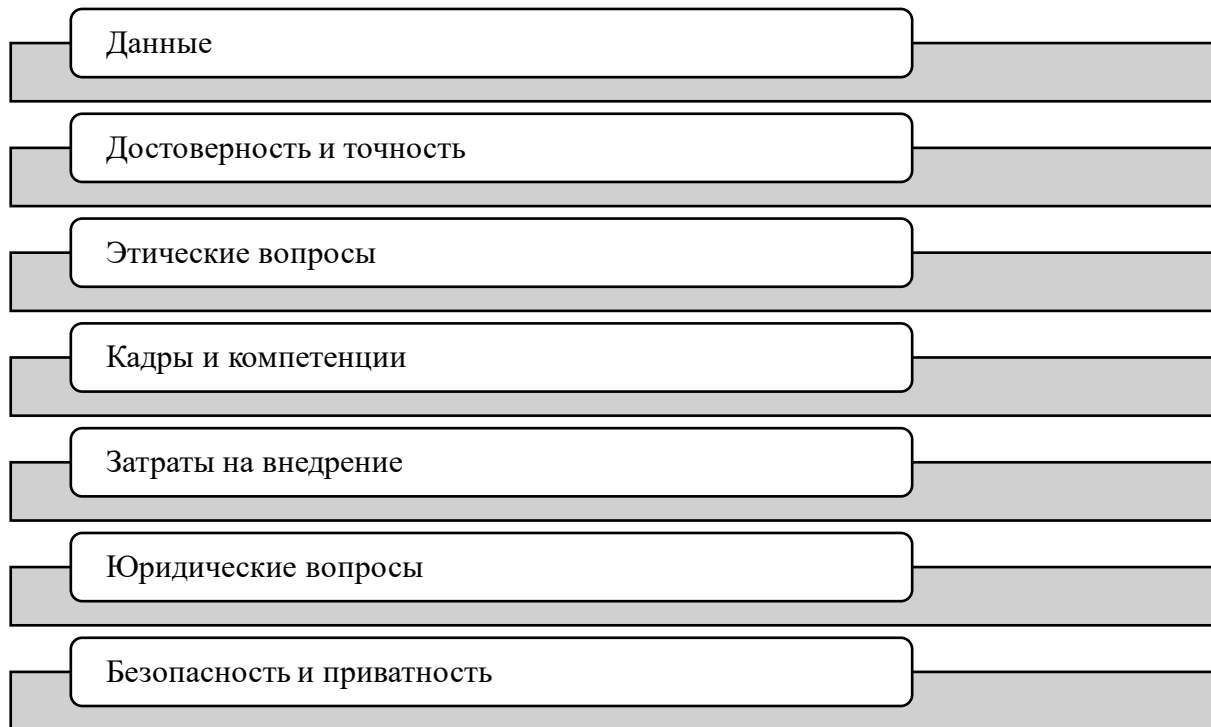 Данные
Достоверность и точность
Этические вопросы
Кадры и компетенции
Затраты на внедрение
Юридические вопросы
Безопасность и приватность